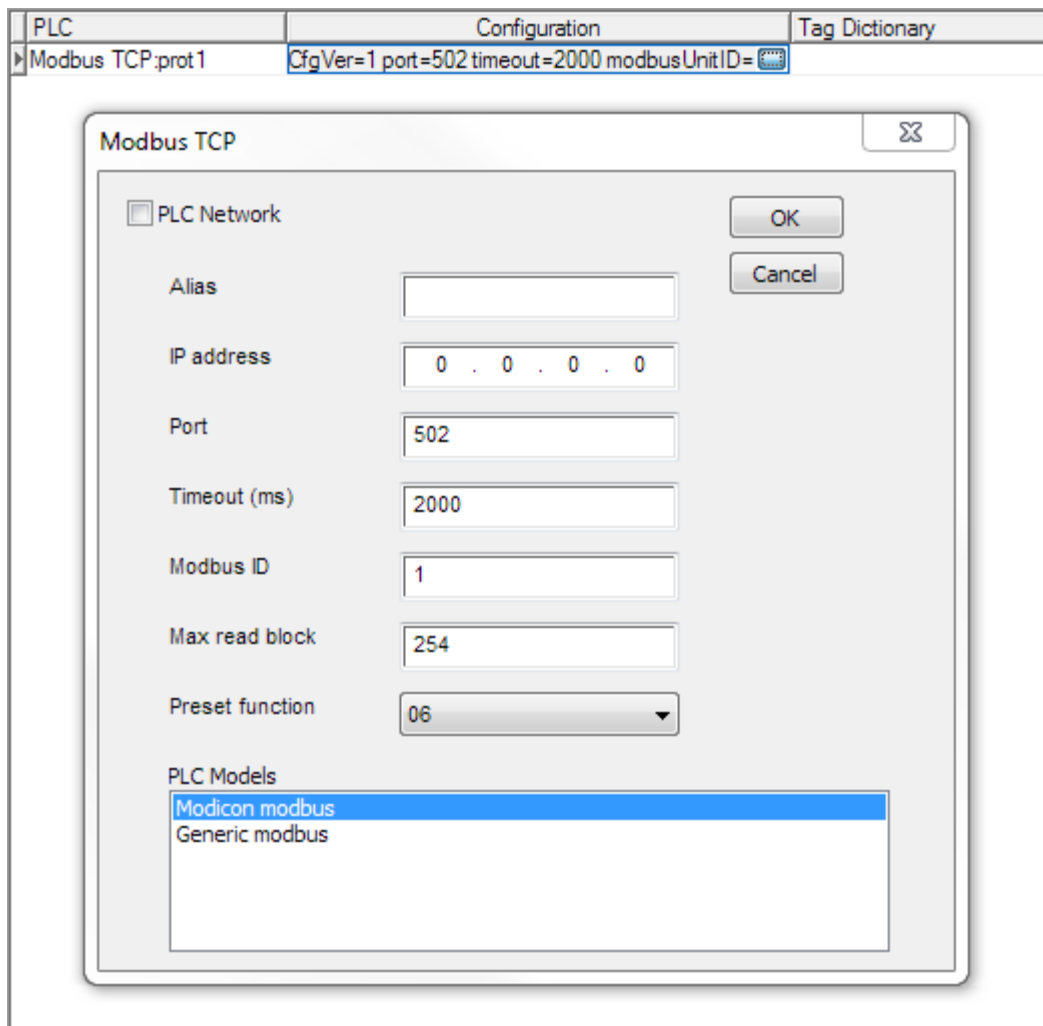 PLC Configuration Tag Dictionary
Modbus TCP:prot1 CfgVer=1 port=502 timeout=2000 modbusUnitID=
Modbus TCP
PLC Network OK
Cancel
Alias
IP address 0 . 0 . 0 . 0
Port 502
Timeout (ms) 2000
Modbus ID 1
Max read block 254
Preset function 06
PLC Models
Modicon modbus
Generic modbus